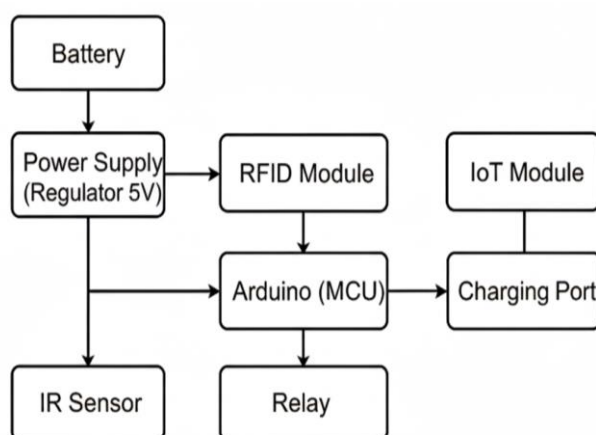 Battery
Power Supply
(Regulator 5V)
RFID Module
IoT Module
Arduino (MCU)
Charging Port
IR Sensor
Relay